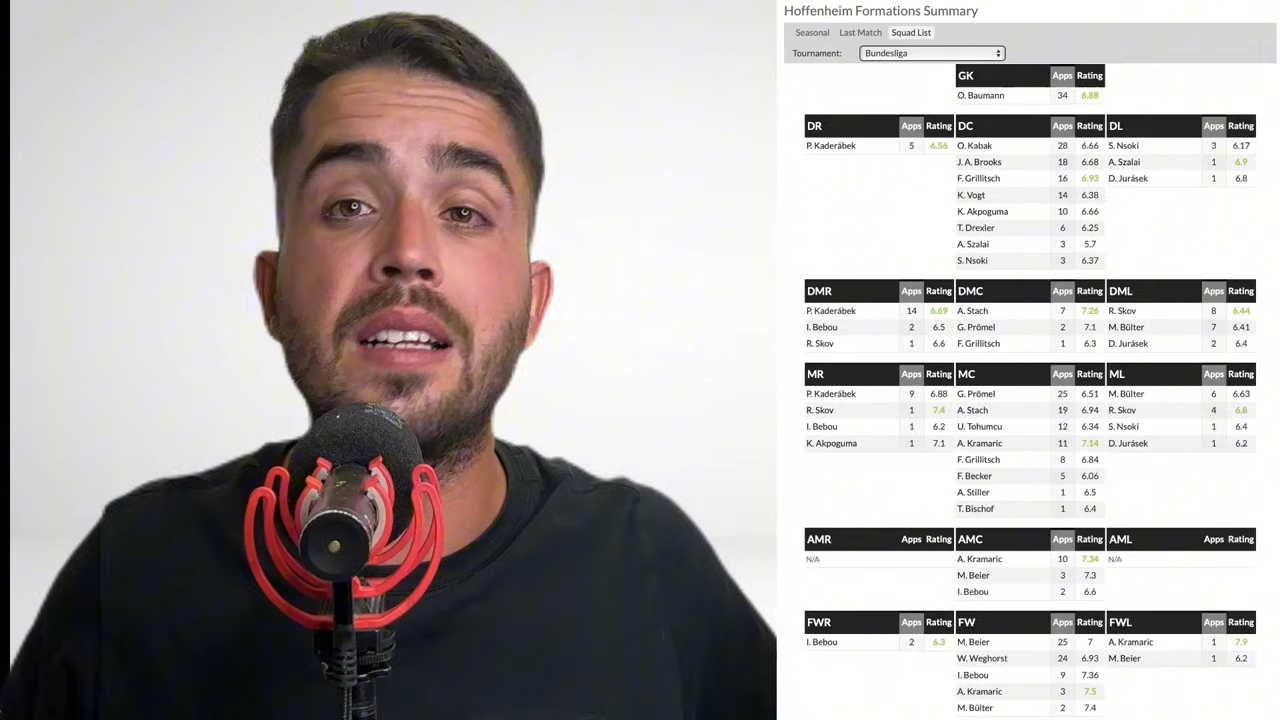 Hoffenheim Formations Summary
Seasonal Last Match Squad List
Tournament: Bundesliga
GK Apps Rating
O. Baumann 34 6.88
DR Apps Rating DC Apps Rating DL Apps Rating
P. Kaderábek 5 6.56 O. Kabak 28 6.66 S. Nsoki 3 6.17
J. A. Brooks 18 6.68 A. Szalai 1 6.9
F. Grillitsch 16 6.93 D. Jurásek 1 6.8
K. Vogt 14 6.38
K. Akpoguma 10 6.66
T. Drexler 6 6.25
A. Szalai 3 5.7
S. Nsoki 3 6.37
DMR Apps Rating DMC Apps Rating DML Apps Rating
P. Kaderábek 14 6.69 A. Stach 7 7.26 R. Skov 8 6.44
I. Bebou 2 6.5 G. Prömel 2 7.1 M. Bülter 7 6.41
R. Skov 1 6.6 F. Grillitsch 1 6.3 D. Jurásek 2 6.4
MR Apps Rating MC Apps Rating ML Apps Rating
P. Kaderábek 9 6.88 G. Prömel 25 6.51 M. Bülter 6 6.63
R. Skov 1 7.4 A. Stach 19 6.94 R. Skov 4 6.8
I. Bebou 1 6.2 U. Tohumcu 12 6.34 S. Nsoki 1 6.4
K. Akpoguma 1 7.1 A. Kramaric 11 7.14 D. Jurásek 1 6.2
F. Grillitsch 8 6.84
F. Becker 5 6.06
A. Stiller 1 6.5
T. Bischof 1 6.4
AMR Apps Rating AMC Apps Rating AML Apps Rating
N/A A. Kramaric 10 7.34 N/A
M. Beier 3 7.3
I. Bebou 2 6.6
FWR Apps Rating FW Apps Rating FWL Apps Rating
I. Bebou 2 6.3 M. Beier 25 7 A. Kramaric 1 7.9
W. Weghorst 24 6.93 M. Beier 1 6.2
I. Bebou 9 7.36
A. Kramaric 3 7.5
M. Bülter 2 7.4